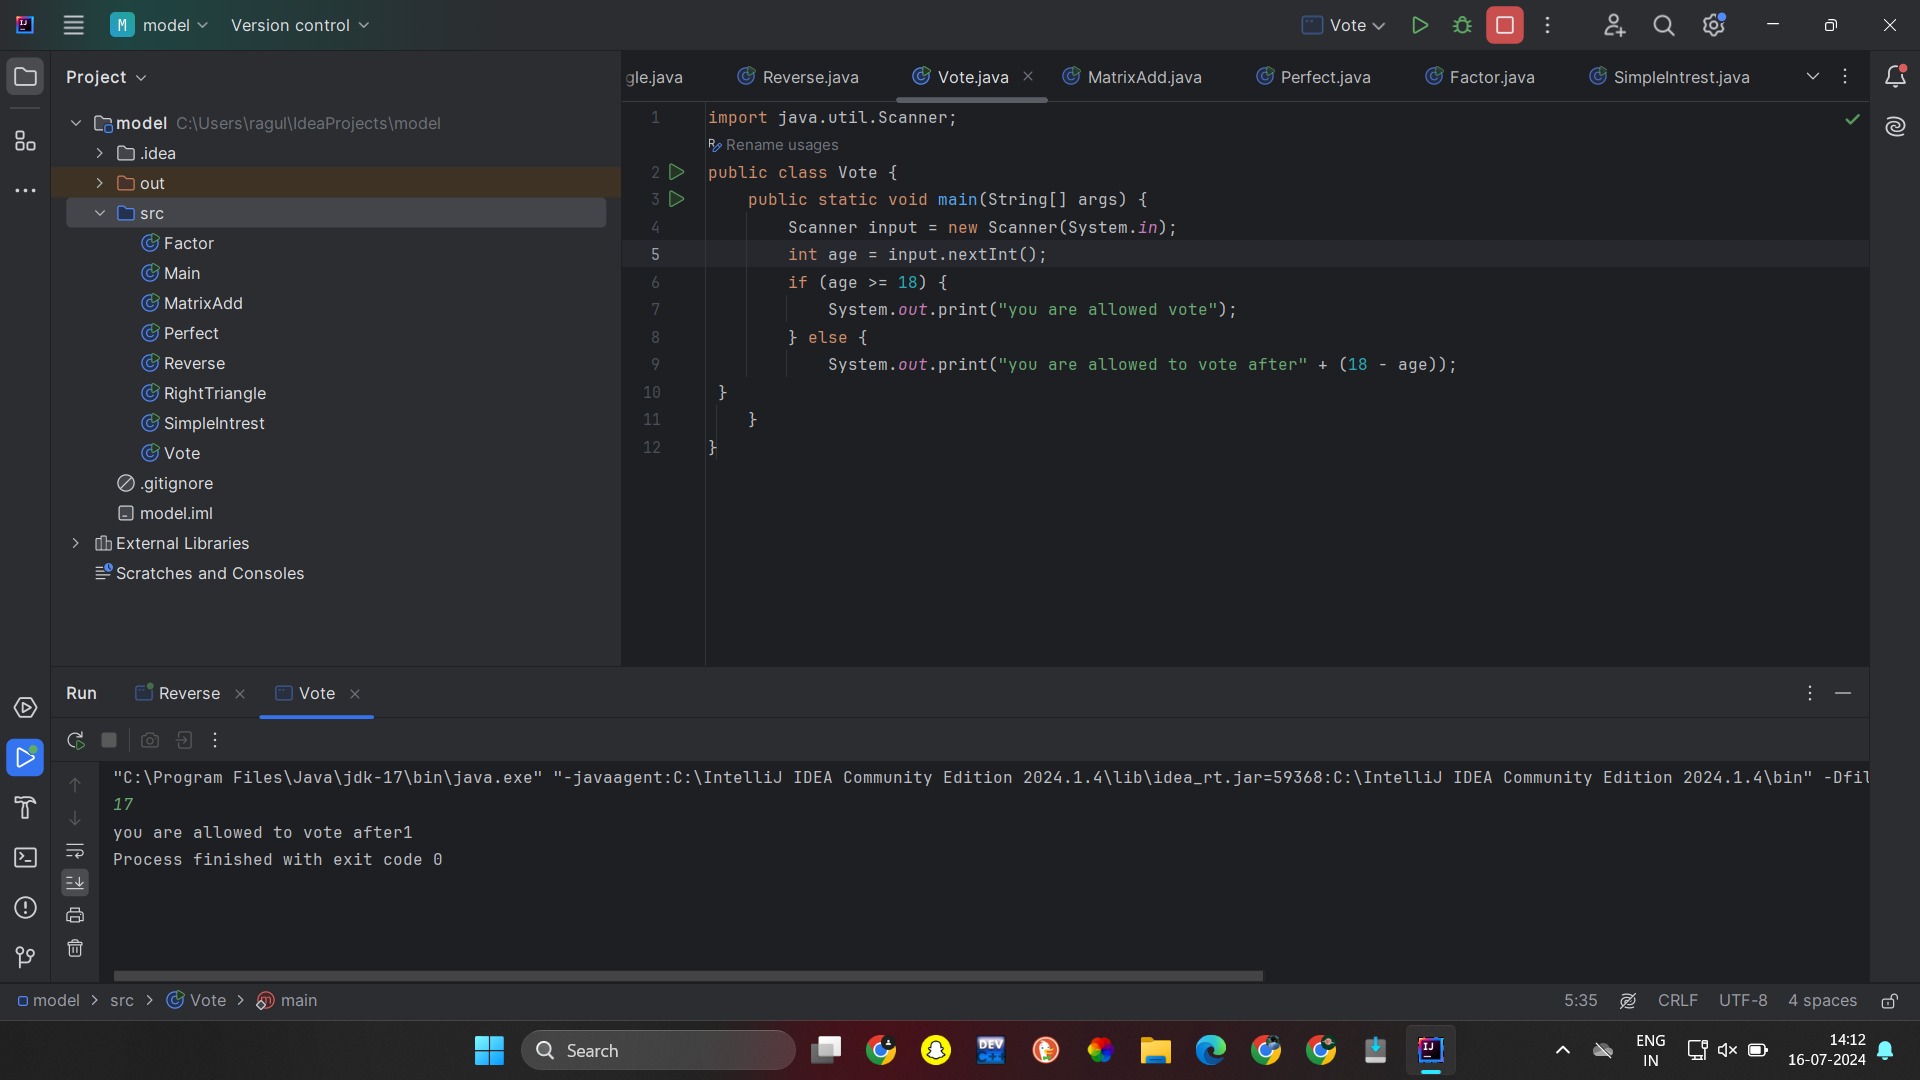 M model Version control Vote
Project
model C:\Users\ragul\IdeaProjects\model
.idea
out
src
Factor
Main
MatrixAdd
Perfect
Reverse
RightTriangle
SimpleIntrest
Vote
.gitignore
model.iml
External Libraries
Scratches and Consoles
gle.java Reverse.java Vote.java MatrixAdd.java Perfect.java Factor.java SimpleIntrest.java
1 import java.util.Scanner;
Rename usages
2 public class Vote {
3 public static void main(String[] args) {
4 Scanner input = new Scanner(System.in);
5 int age = input.nextInt();
6 if (age >= 18) {
7 System.out.print("you are allowed vote");
8 } else {
9 System.out.print("you are allowed to vote after" + (18 - age));
10 }
11 }
12 }
Run Reverse Vote
"C:\Program Files\Java\jdk-17\bin\java.exe" "-javaagent:C:\IntelliJ IDEA Community Edition 2024.1.4\lib\idea_rt.jar=59368:C:\IntelliJ IDEA Community Edition 2024.1.4\bin" -Dfil
17
you are allowed to vote after1
Process finished with exit code 0
model > src > Vote > main 5:35 CRLF UTF-8 4 spaces
Search
DEV C++
IJ
ENG
IN
14:12
16-07-2024